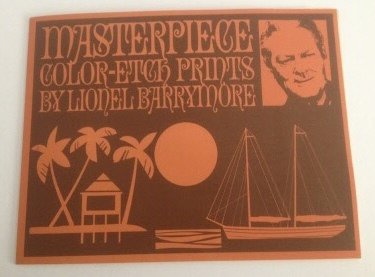 MASTERPIECE
COLOR-ETCH PRINTS
BY LIONEL BARRYMORE